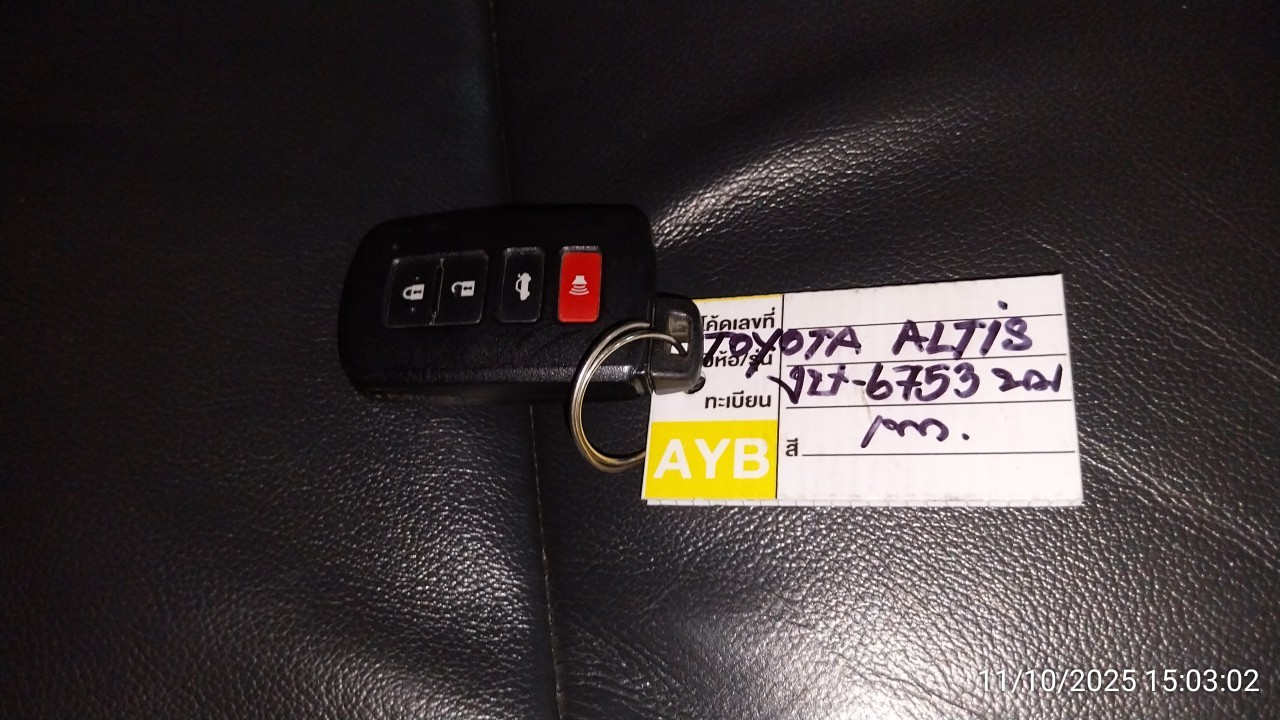 โค้ดเลขที่
TOYOTA ALTIS
ยี่ห้อ/รุ่น
-6753
ทะเบียน
AYB สี
11/10/2025 15:03:02